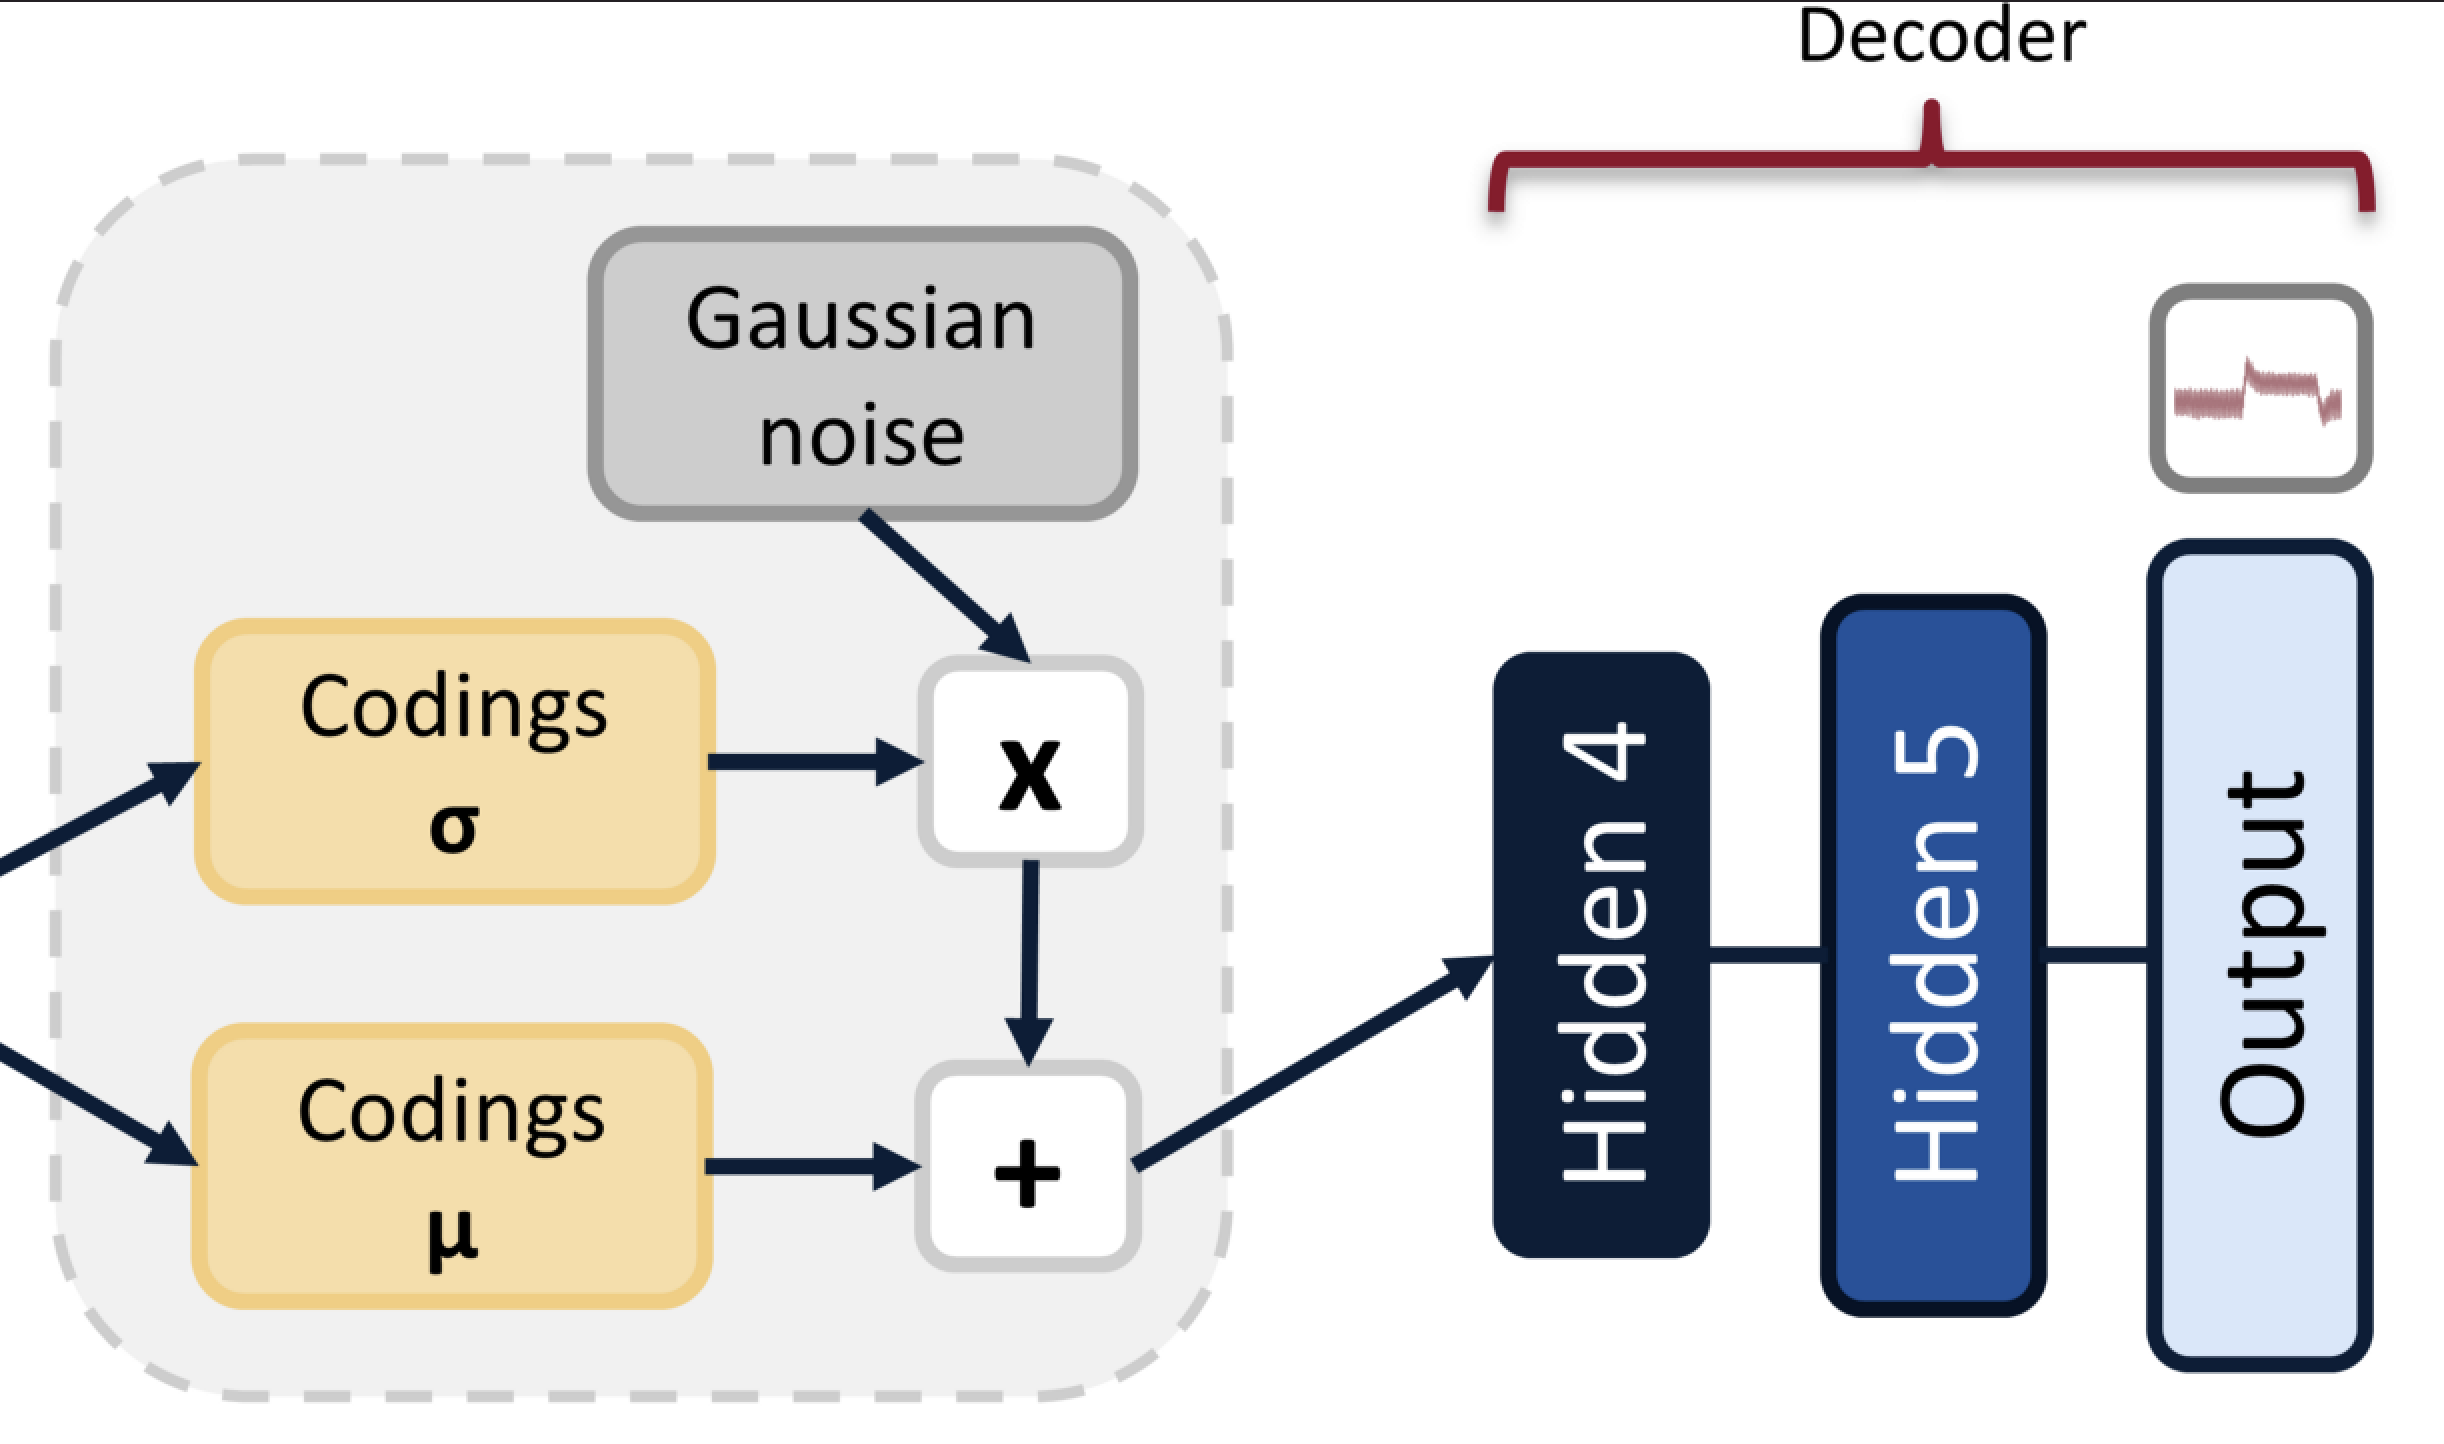 Decoder
Gaussian
noise
Codings
σ
x
Codings
μ
+
Hidden 4
Hidden 5
Output